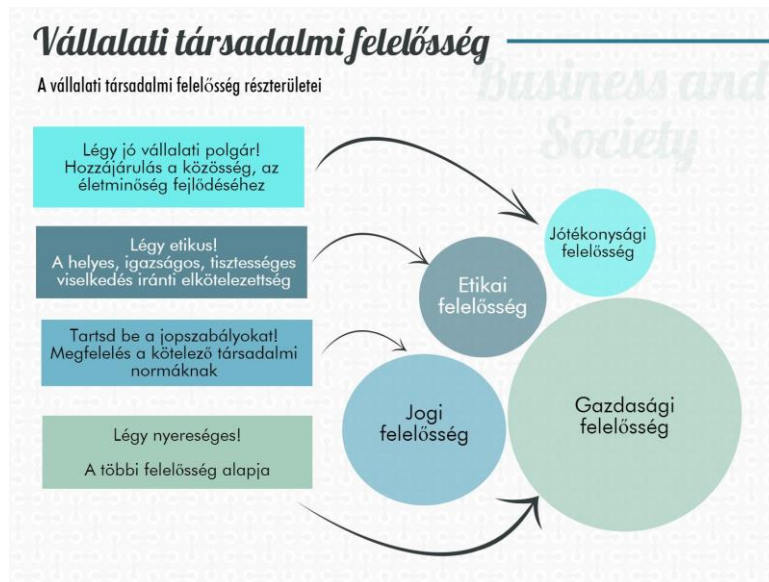 Vállalati társadalmi felelősség
Business and
Society
A vállalati társadalmi felelősség részterületei
Légy jó vállalati polgár!
Hozzájárulás a közösség, az
életminőség fejlődéséhez
Légy etikus!
A helyes, igazságos, tisztességes
viselkedés iránti elkötelezettség
Tartsd be a jopszabályokat!
Megfelelés a kötelező társadalmi
normáknak
Légy nyereséges!
A többi felelősség alapja
Jótékonysági
felelősség
Etikai
felelősség
Jogi
felelősség
Gazdasági
felelősség